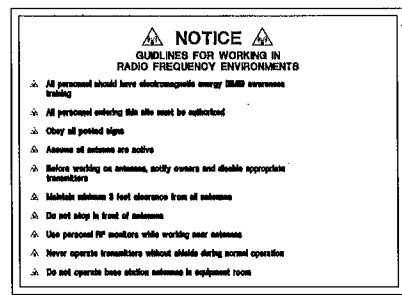 NOTICE
GUIDLINES FOR WORKING IN
RADIO FREQUENCY ENVIRONMENTS
All personnel should have electromagnetic energy (EME) awareness
training
All personnel entering this site must be authorized
Obey all posted signs
Assume all antennas are active
Before working on antennas, notify owners and disable appropriate
transmitters
Maintain minimum 3 feet clearance from all antennas
Do not stop in front of antennas
Use personal RF monitors while working near antennas
Never operate transmitters without shields during normal operation
Do not operate base station antennas in equipment room